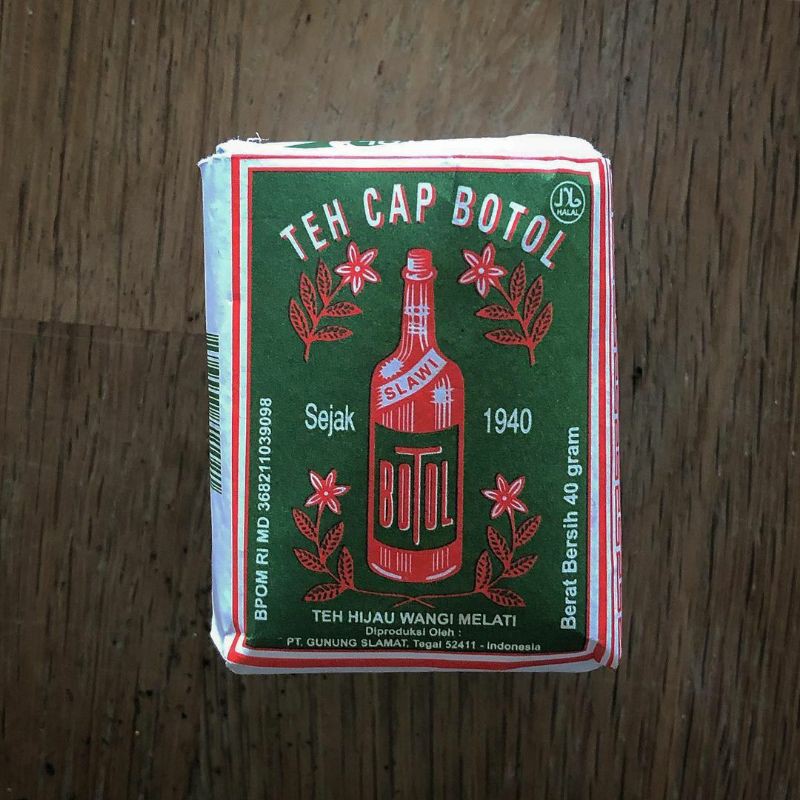 TEH CAP BOTOL
HALAL
SLAWI
Sejak
1940
BOTOL
BPOM RI MD 368211039098
Berat Bersih 40 gram
TEH HIJAU WANGI MELATI
Diproduksi Oleh :
PT. GUNUNG SLAMAT, Tegal 52411 - Indonesia